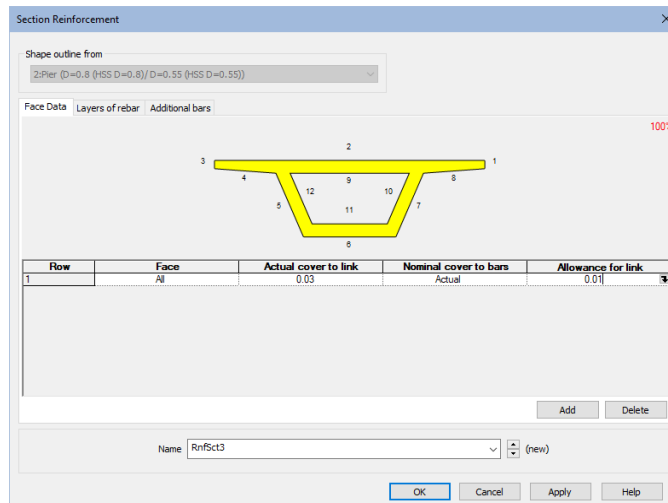 Section Reinforcement
Shape outline from
2:Pier (D=0.8 (HSS D=0.8)/ D=0.55 (HSS D=0.55))
Face Data Layers of rebar Additional bars
100%
2
3 1
4 9 8
12 10
5 11 7
6
Row Face Actual cover to link Nominal cover to bars Allowance for link
1 All 0.03 Actual 0.01
Add Delete
Name RnfSct3 (new)
OK Cancel Apply Help